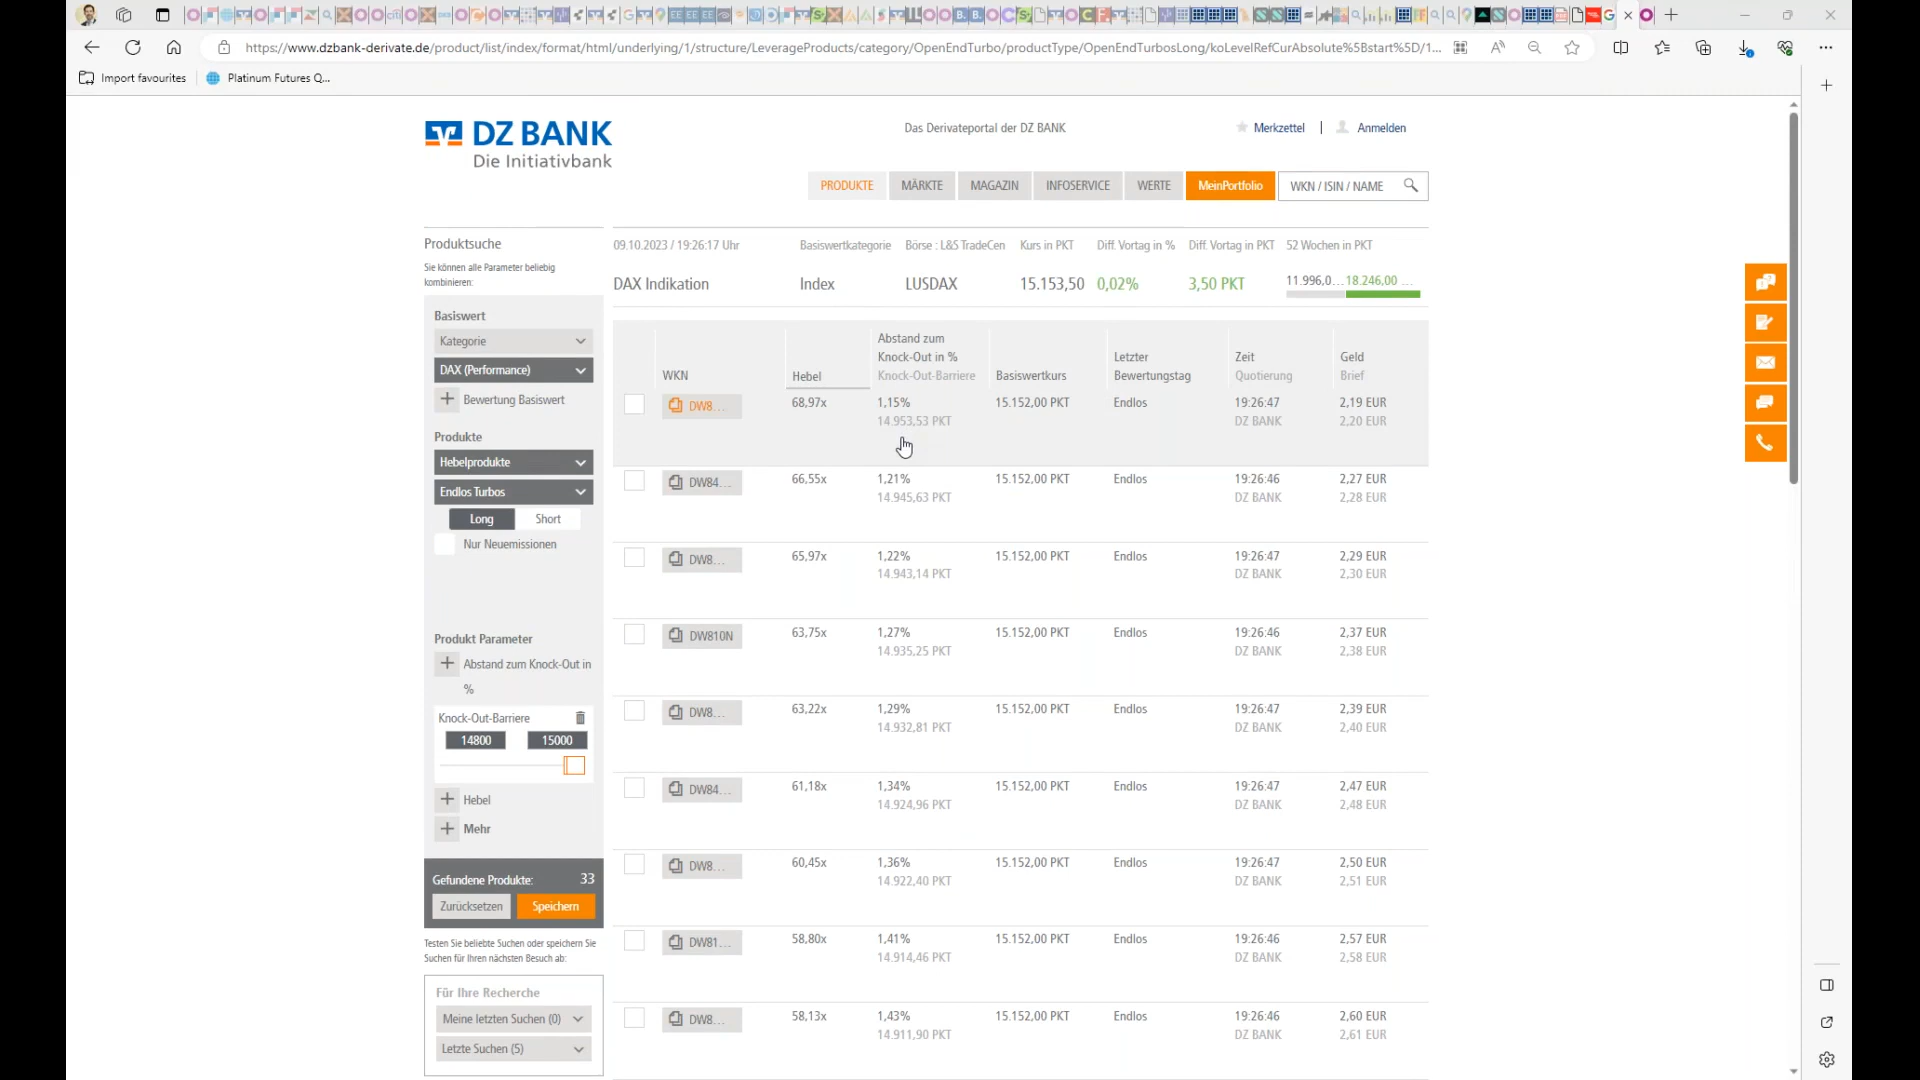 https://www.dzbank-derivate.de/product/list/index/format/html/underlying/1/structure/LeverageProducts/category/OpenEndTurbo/productType/OpenEndTurbosLong/koLevelRefCurAbsolute%5Bstart%5D/1...
Import favourites
Platinum Futures Q...
DZ BANK
Die Initiativbank
Das Derivateportal der DZ BANK
Merkzettel | Anmelden
PRODUKTE MÄRKTE MAGAZIN INFOSERVICE WERTE MeinPortfolio WKN / ISIN / NAME
Produktsuche
Sie können alle Parameter beliebig
kombinieren:
Basiswert
Kategorie
DAX (Performance)
Bewertung Basiswert
Produkte
Hebelprodukte
Endlos Turbos
Long Short
Nur Neuemissionen
Produkt Parameter
Abstand zum Knock-Out in
%
Knock-Out-Barriere
14800 15000
Hebel
Mehr
Gefundene Produkte: 33
Zurücksetzen Speichern
Testen Sie beliebte Suchen oder speichern Sie
Suchen für Ihren nächsten Besuch ab:
Für Ihre Recherche
Meine letzten Suchen (0)
Letzte Suchen (5)
09.10.2023 / 19:26:17 Uhr Basiswertkategorie Börse : L&S TradeCen Kurs in PKT Diff. Vortag in % Diff. Vortag in PKT 52 Wochen in PKT
DAX Indikation Index LUSDAX 15.153,50 0,02% 3,50 PKT 11.996,0... 18.246,00 ...
Abstand zum
Knock-Out in % Letzter Zeit Geld
WKN Hebel Knock-Out-Barriere Basiswertkurs Bewertungstag Quotierung Brief
DW8... 68,97x 1,15% 15.152,00 PKT Endlos 19:26:47 2,19 EUR
14.953,53 PKT DZ BANK 2,20 EUR
DW84... 66,55x 1,21% 15.152,00 PKT Endlos 19:26:46 2,27 EUR
14.945,63 PKT DZ BANK 2,28 EUR
DW8... 65,97x 1,22% 15.152,00 PKT Endlos 19:26:47 2,29 EUR
14.943,14 PKT DZ BANK 2,30 EUR
DW810N 63,75x 1,27% 15.152,00 PKT Endlos 19:26:46 2,37 EUR
14.935,25 PKT DZ BANK 2,38 EUR
DW8... 63,22x 1,29% 15.152,00 PKT Endlos 19:26:47 2,39 EUR
14.932,81 PKT DZ BANK 2,40 EUR
DW84... 61,18x 1,34% 15.152,00 PKT Endlos 19:26:47 2,47 EUR
14.924,96 PKT DZ BANK 2,48 EUR
DW8... 60,45x 1,36% 15.152,00 PKT Endlos 19:26:47 2,50 EUR
14.922,40 PKT DZ BANK 2,51 EUR
DW81... 58,80x 1,41% 15.152,00 PKT Endlos 19:26:46 2,57 EUR
14.914,46 PKT DZ BANK 2,58 EUR
DW8... 58,13x 1,43% 15.152,00 PKT Endlos 19:26:46 2,60 EUR
14.911,90 PKT DZ BANK 2,61 EUR